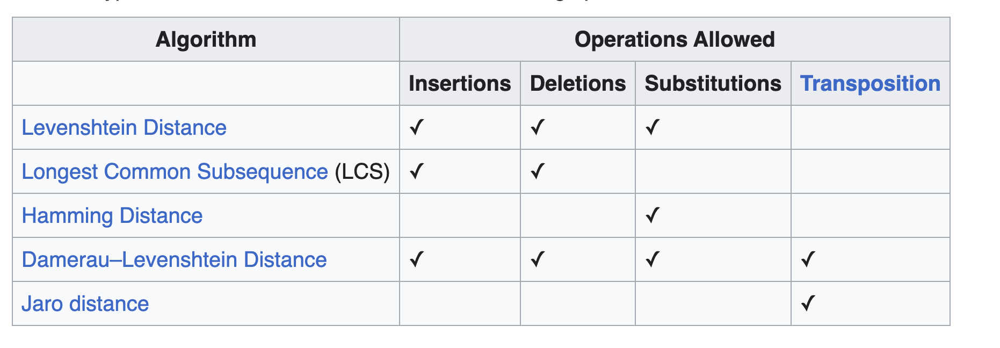 Algorithm Operations Allowed
Insertions Deletions Substitutions Transposition
Levenshtein Distance ✓ ✓ ✓
Longest Common Subsequence (LCS) ✓ ✓
Hamming Distance ✓
Damerau–Levenshtein Distance ✓ ✓ ✓ ✓
Jaro distance ✓